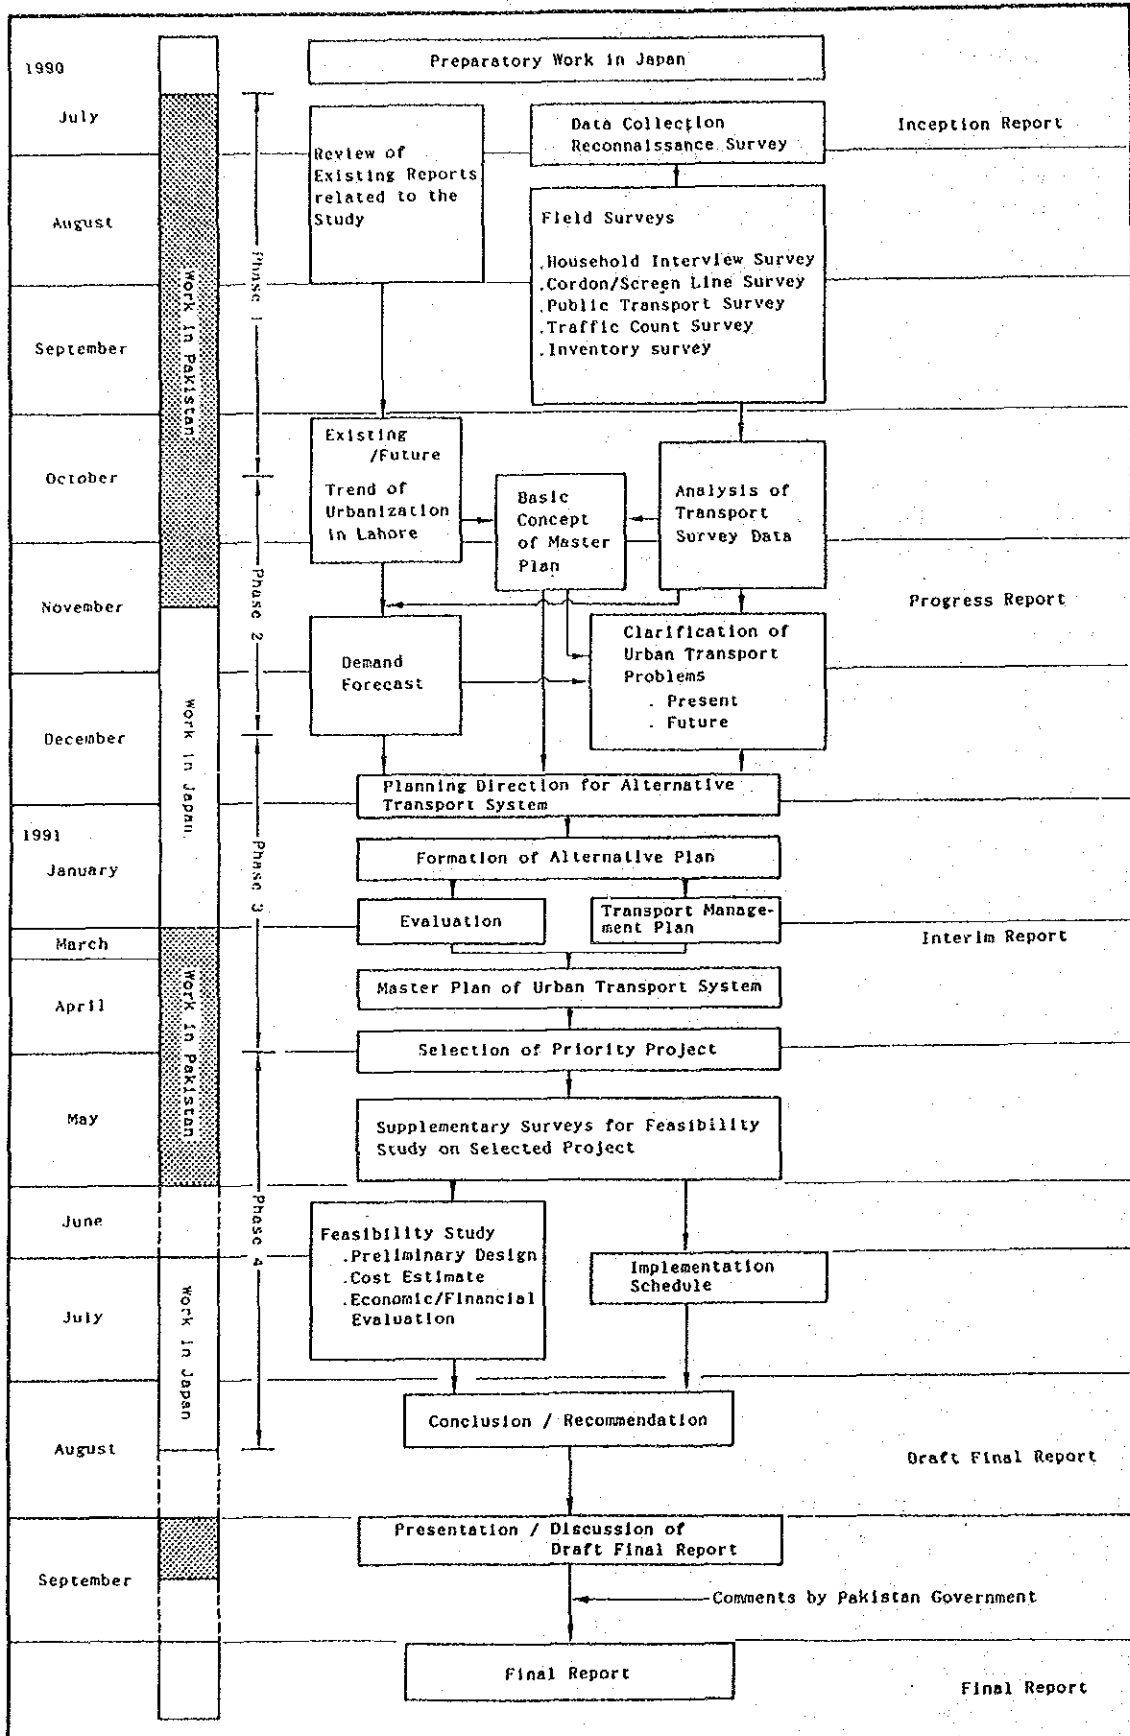 Preparatory Work in Japan
1990
July
Data Collection
Reconnaissance Survey
Inception Report
Review of
Existing Reports
related to the
Study
August
Field Surveys
.Household Interview Survey
.Cordon/Screen Line Survey
.Public Transport Survey
.Traffic Count Survey
.Inventory survey
Work in Pakistan
Phase 1
September
Existing
/Future
Trend of
Urbanization
in Lahore
October
Basic
Concept
of Master
Plan
Analysis of
Transport
Survey Data
November
Phase 2
Progress Report
Demand
Forecast
Clarification of
Urban Transport
Problems
. Present
. Future
Work in Japan
December
Planning Direction for Alternative
Transport System
1991
January
Phase 3
Formation of Alternative Plan
Evaluation
Transport Manage-
ment Plan
March
Interim Report
Work in Pakistan
April
Master Plan of Urban Transport System
Selection of Priority Project
May
Supplementary Surveys for Feasibility
Study on Selected Project
June
Phase 4
Feasibility Study
.Preliminary Design
.Cost Estimate
.Economic/Financial
Evaluation
Implementation
Schedule
July
Work in Japan
Conclusion / Recommendation
August
Draft Final Report
Presentation / Discussion of
Draft Final Report
September
Comments by Pakistan Government
Final Report
Final Report